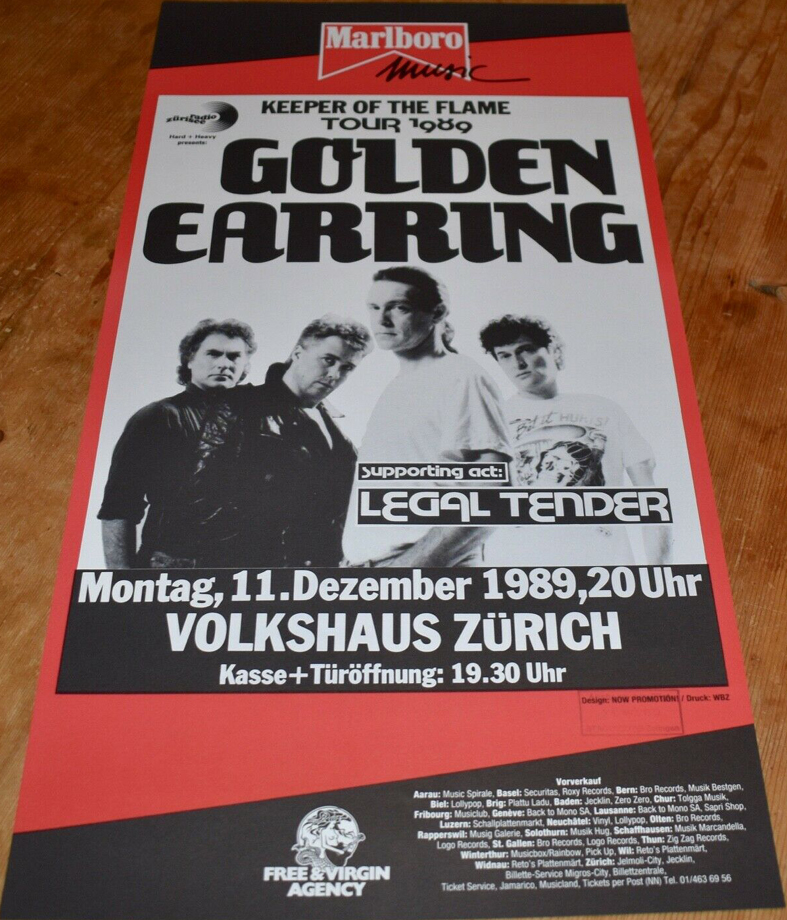 Marlboro
Music
radio
zürisee
Hard + Heavy
presents:
KEEPER OF THE FLAME
TOUR 1989
GOLDEN
EARRING
But it HURTS!
supporting act:
LEGAL TENDER
Montag, 11.Dezember 1989,20 Uhr
VOLKSHAUS ZÜRICH
Kasse+Türöffnung: 19.30 Uhr
Design: NOW PROMOTION! / Druck: WBZ
Vorverkauf
Aarau: Music Spirale, Basel: Securitas, Roxy Records, Bern: Bro Records, Musik Bestgen,
Biel: Lollypop, Brig: Plattu Ladu, Baden: Jecklin, Zero Zero, Chur: Tolgga Musik,
Fribourg: Musiclub, Genève: Back to Mono SA, Lausanne: Back to Mono SA, Sapri Shop,
Luzern: Schallplattenmarkt, Neuchâtel: Vinyl, Lollypop, Olten: Bro Records,
Rapperswil: Musig Galerie, Solothurn: Musik Hug, Schaffhausen: Musik Marcandella,
Logo Records, St. Gallen: Bro Records, Logo Records, Thun: Zig Zag Records,
Winterthur: Musicbox/Rainbow, Pick Up, Wil: Reto's Plattenmärt,
Widnau: Reto's Plattenmärt, Zürich: Jelmoli-City, Jecklin,
Billette-Service Migros-City, Billettzentrale,
Ticket Service, Jamarico, Musicland, Tickets per Post (NN) Tel. 01/463 69 56
FREE & VIRGIN
AGENCY